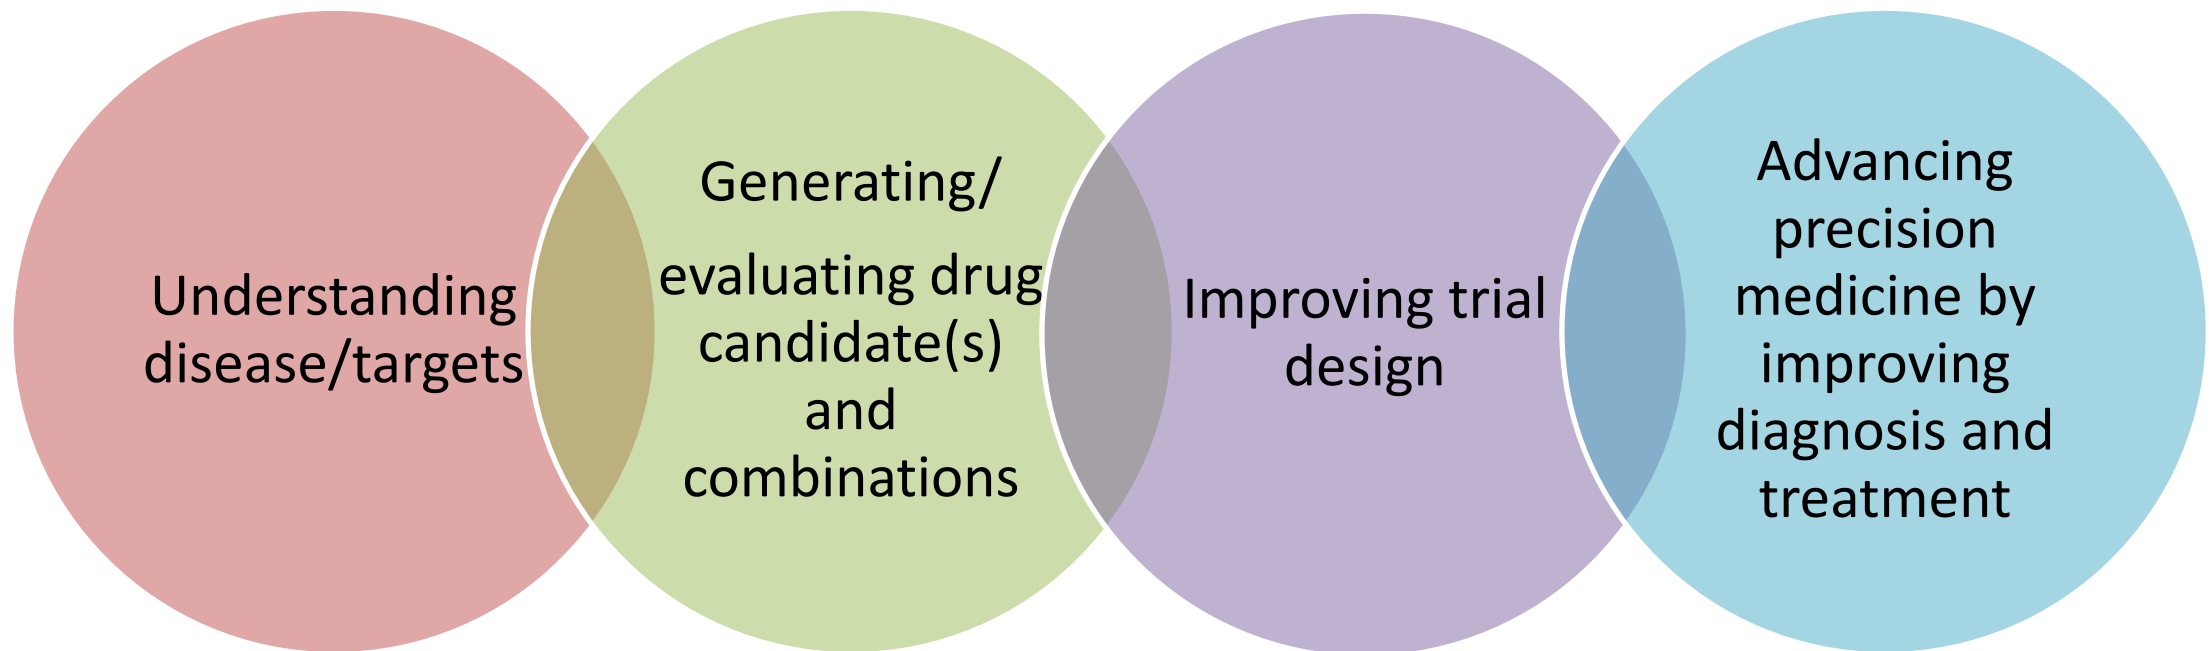 Understanding
disease/targets
Generating/
evaluating drug
candidate(s)
and
combinations
Improving trial
design
Advancing
precision
medicine by
improving
diagnosis and
treatment